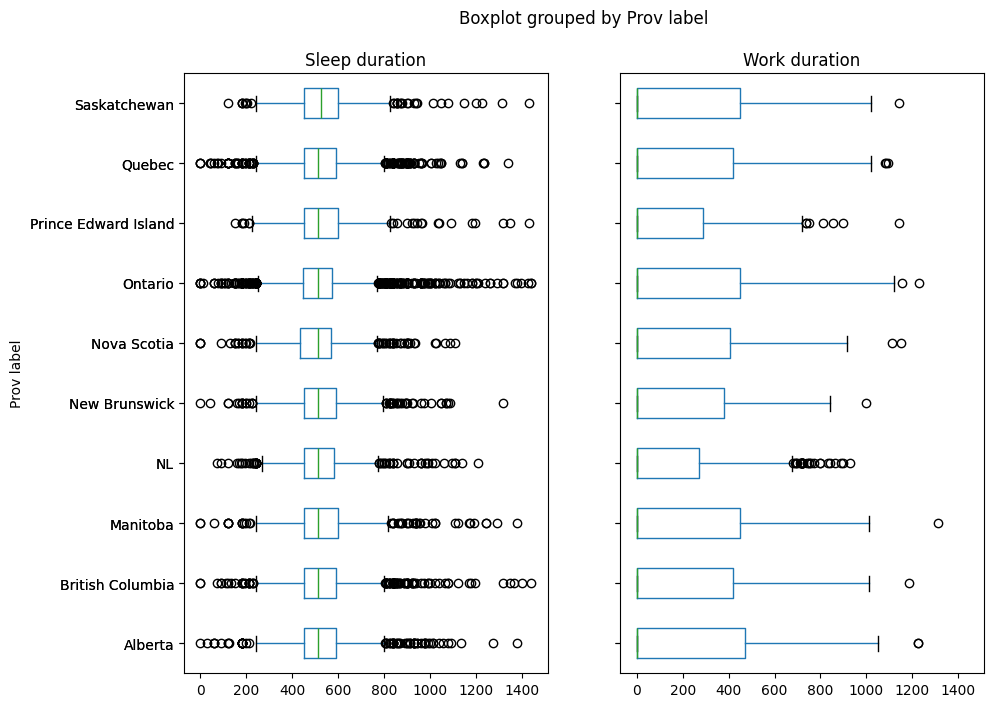 Boxplot grouped by Prov label
Sleep duration
Work duration
Prov label
Saskatchewan
Quebec
Prince Edward Island
Ontario
Nova Scotia
New Brunswick
NL
Manitoba
British Columbia
Alberta
0 200 400 600 800 1000 1200 1400
0 200 400 600 800 1000 1200 1400